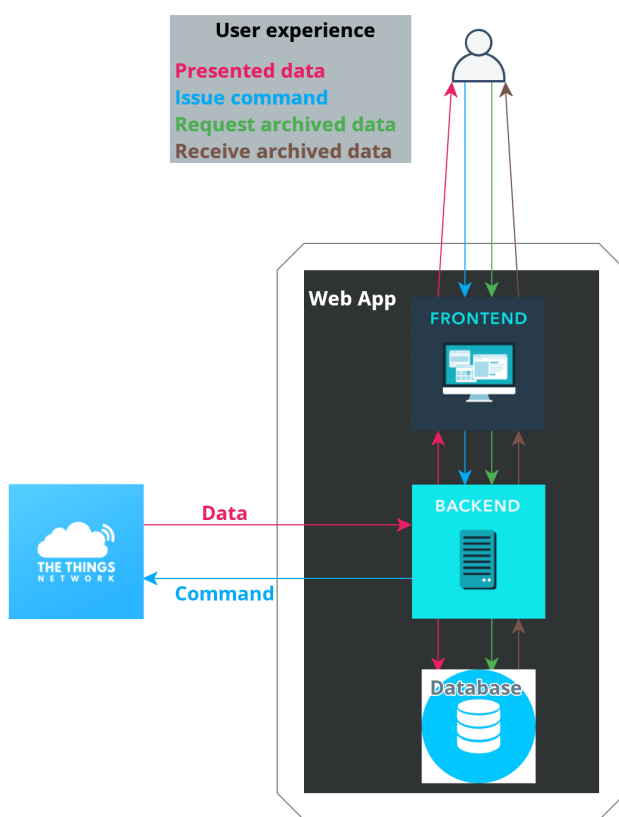 User experience
Presented data
Issue command
Request archived data
Receive archived data
Web App
FRONTEND
BACKEND
Data
THE THINGS
NETWORK
Command
Database